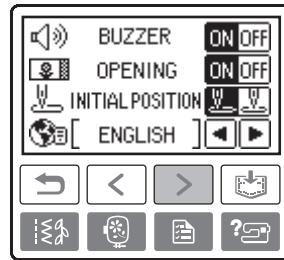 BUZZER ON OFF
OPENING ON OFF
INITIAL POSITION
[ ENGLISH ]
?